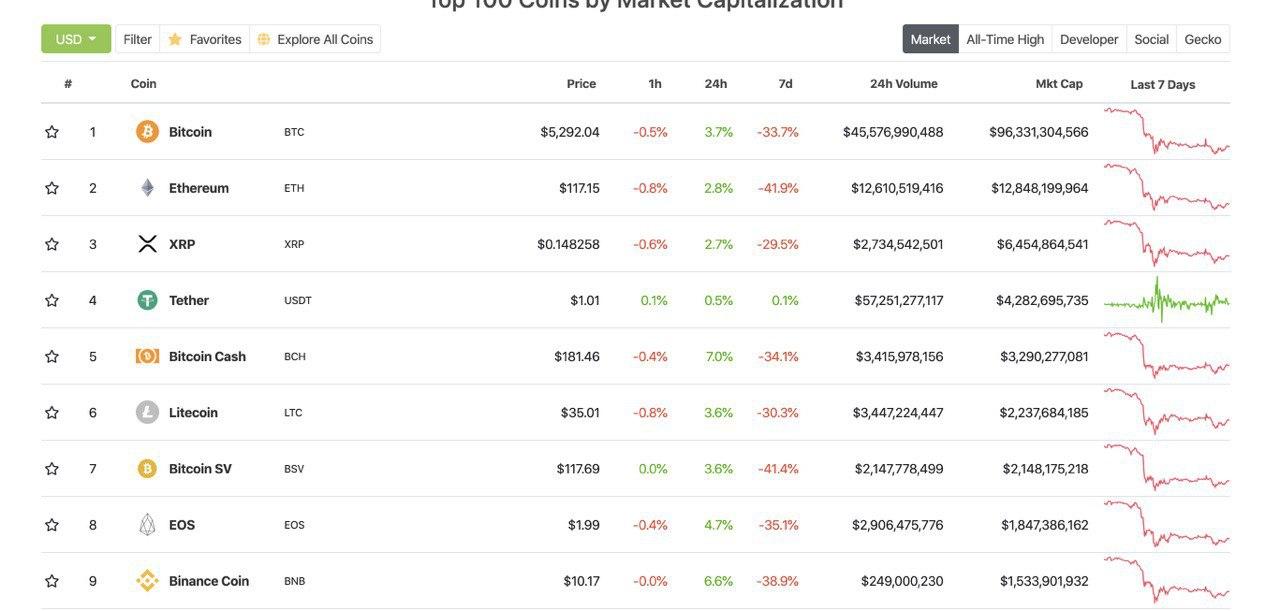 Top 100 Coins by Market Capitalization
USD Filter Favorites Explore All Coins Market All-Time High Developer Social Gecko
# Coin Price 1h 24h 7d 24h Volume Mkt Cap Last 7 Days
1 Bitcoin BTC $5,292.04 -0.5% 3.7% -33.7% $45,576,990,488 $96,331,304,566
2 Ethereum ETH $117.15 -0.8% 2.8% -41.9% $12,610,519,416 $12,848,199,964
3 XRP XRP $0.148258 -0.6% 2.7% -29.5% $2,734,542,501 $6,454,864,541
4 Tether USDT $1.01 0.1% 0.5% 0.1% $57,251,277,117 $4,282,695,735
5 Bitcoin Cash BCH $181.46 -0.4% 7.0% -34.1% $3,415,978,156 $3,290,277,081
6 Litecoin LTC $35.01 -0.8% 3.6% -30.3% $3,447,224,447 $2,237,684,185
7 Bitcoin SV BSV $117.69 0.0% 3.6% -41.4% $2,147,778,499 $2,148,175,218
8 EOS EOS $1.99 -0.4% 4.7% -35.1% $2,906,475,776 $1,847,386,162
9 Binance Coin BNB $10.17 -0.0% 6.6% -38.9% $249,000,230 $1,533,901,932